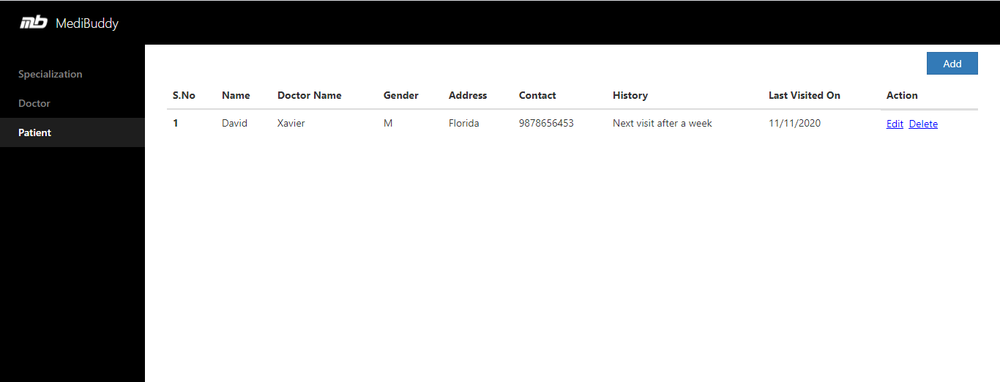 mb MediBuddy
Add
Specialization
Doctor
Patient
S.No Name Doctor Name Gender Address Contact History Last Visited On Action
1 David Xavier M Florida 9878656453 Next visit after a week 11/11/2020 Edit Delete